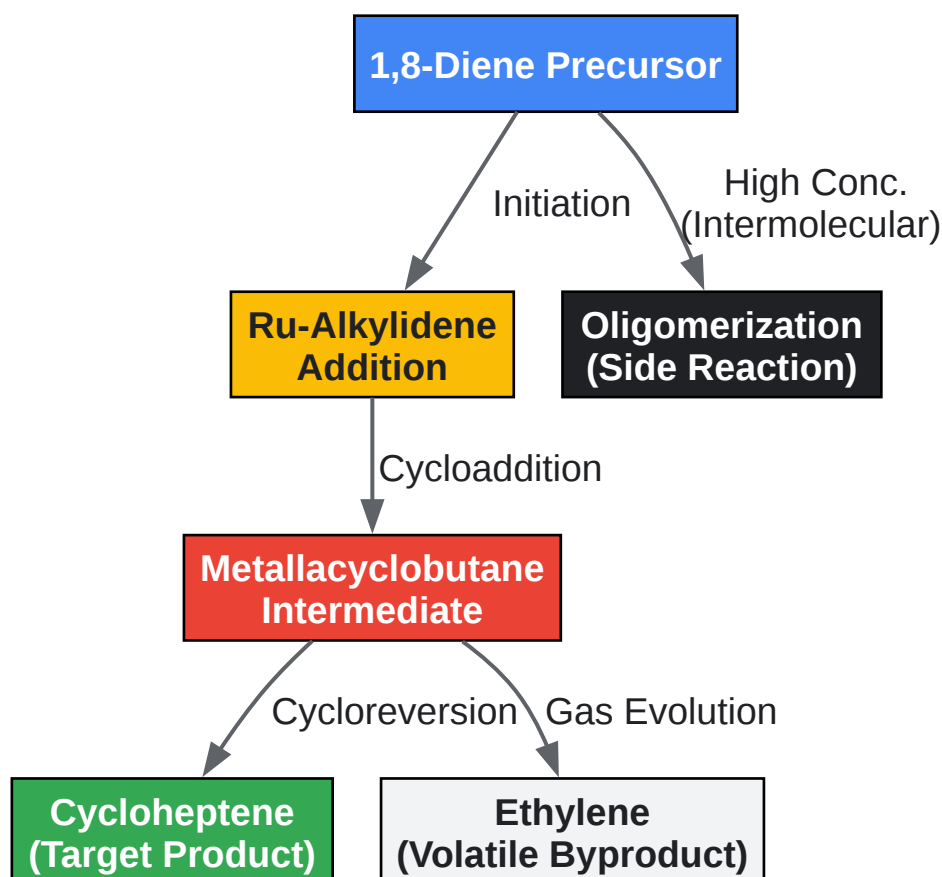 1,8-Diene Precursor
Initiation
High Conc.
(Intermolecular)
Ru-Alkylidene
Addition
Oligomerization
(Side Reaction)
Cycloaddition
Metallacyclobutane
Intermediate
Cycloreversion
Gas Evolution
Cycloheptene
(Target Product)
Ethylene
(Volatile Byproduct)